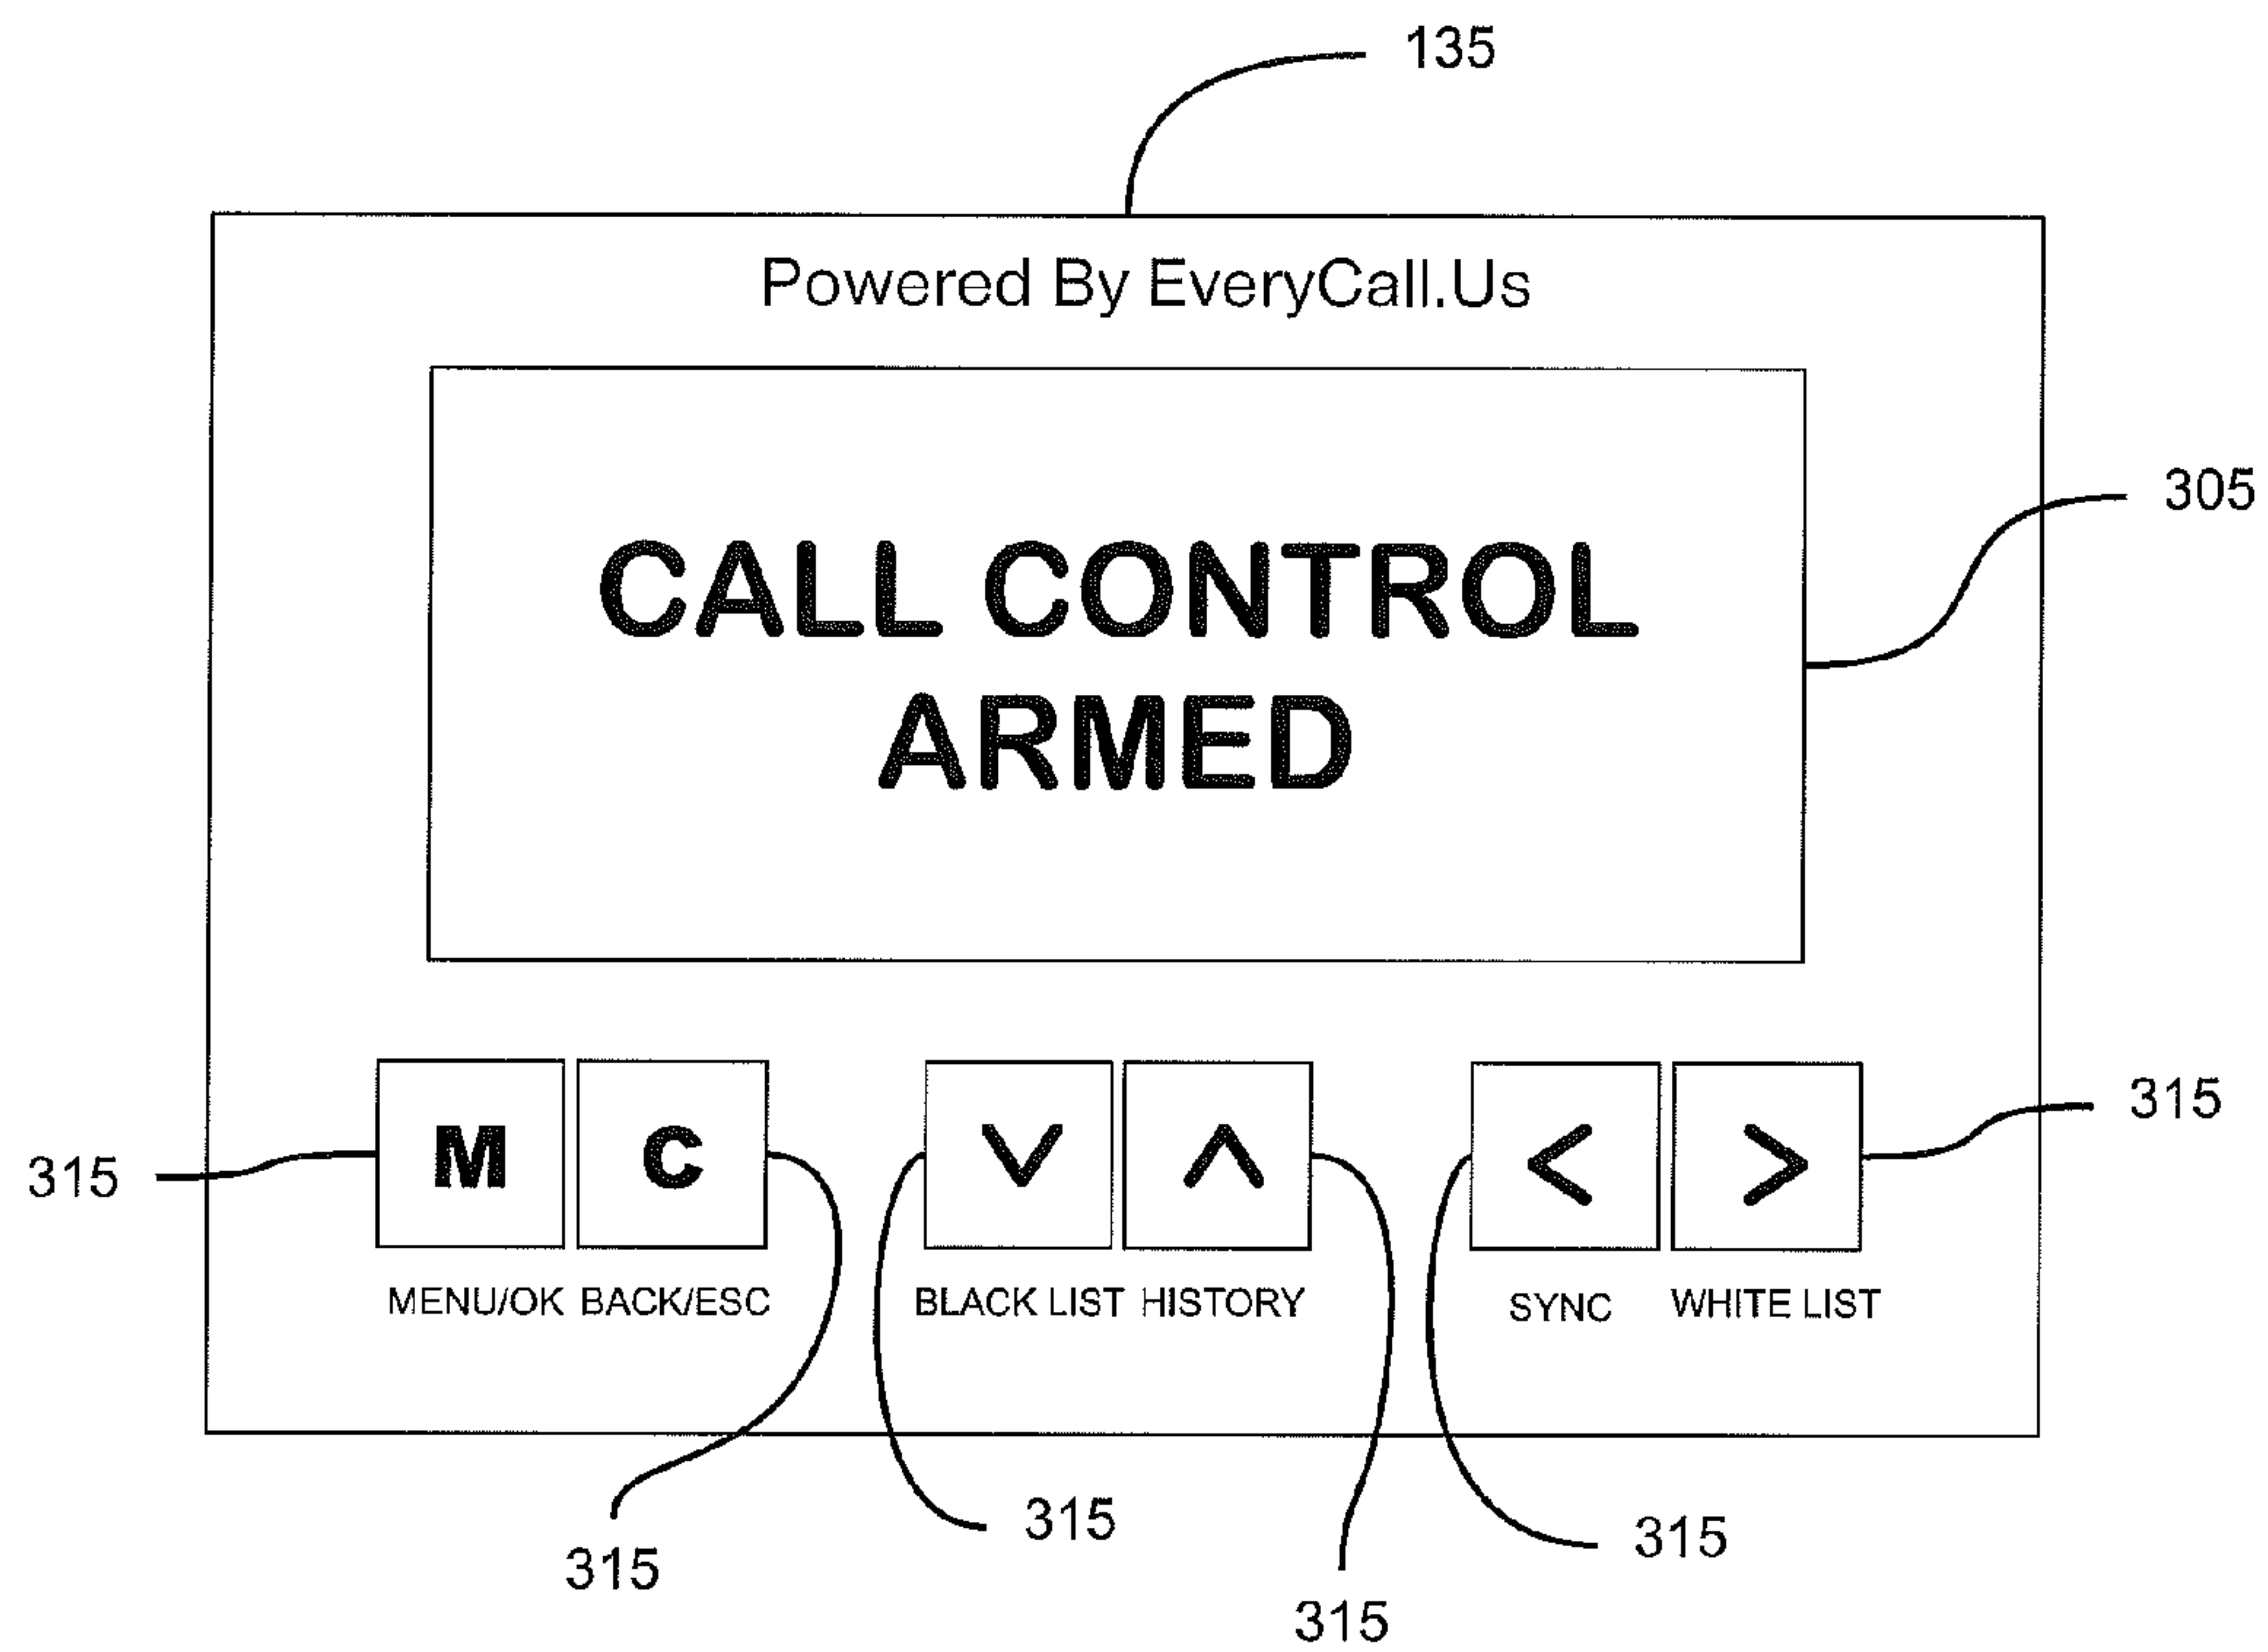 135
Powered By EveryCall.Us
305
CALL CONTROL
ARMED
315
M C V Λ < >
315
MENU/OK BACK/ESC BLACK LIST HISTORY SYNC WHITE LIST
315
315
315
315